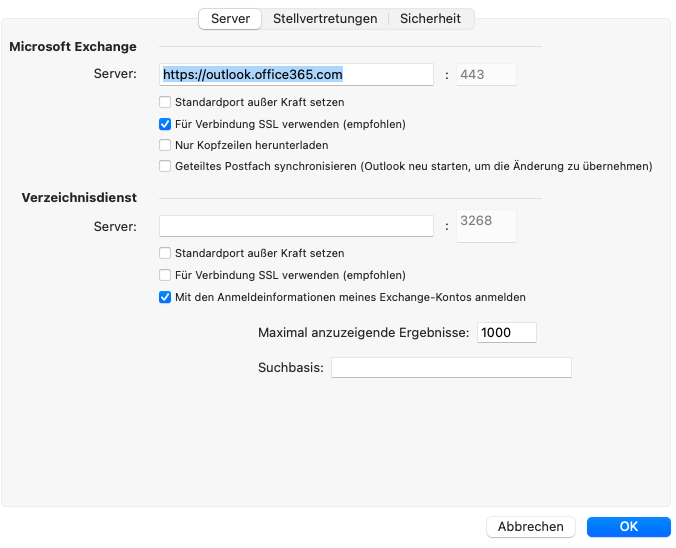 Server Stellvertretungen Sicherheit
Microsoft Exchange
Server: https://outlook.office365.com : 443
Standardport außer Kraft setzen
Für Verbindung SSL verwenden (empfohlen)
Nur Kopfzeilen herunterladen
Geteiltes Postfach synchronisieren (Outlook neu starten, um die Änderung zu übernehmen)
Verzeichnisdienst
Server: : 3268
Standardport außer Kraft setzen
Für Verbindung SSL verwenden (empfohlen)
Mit den Anmeldeinformationen meines Exchange-Kontos anmelden
Maximal anzuzeigende Ergebnisse: 1000
Suchbasis:
Abbrechen OK